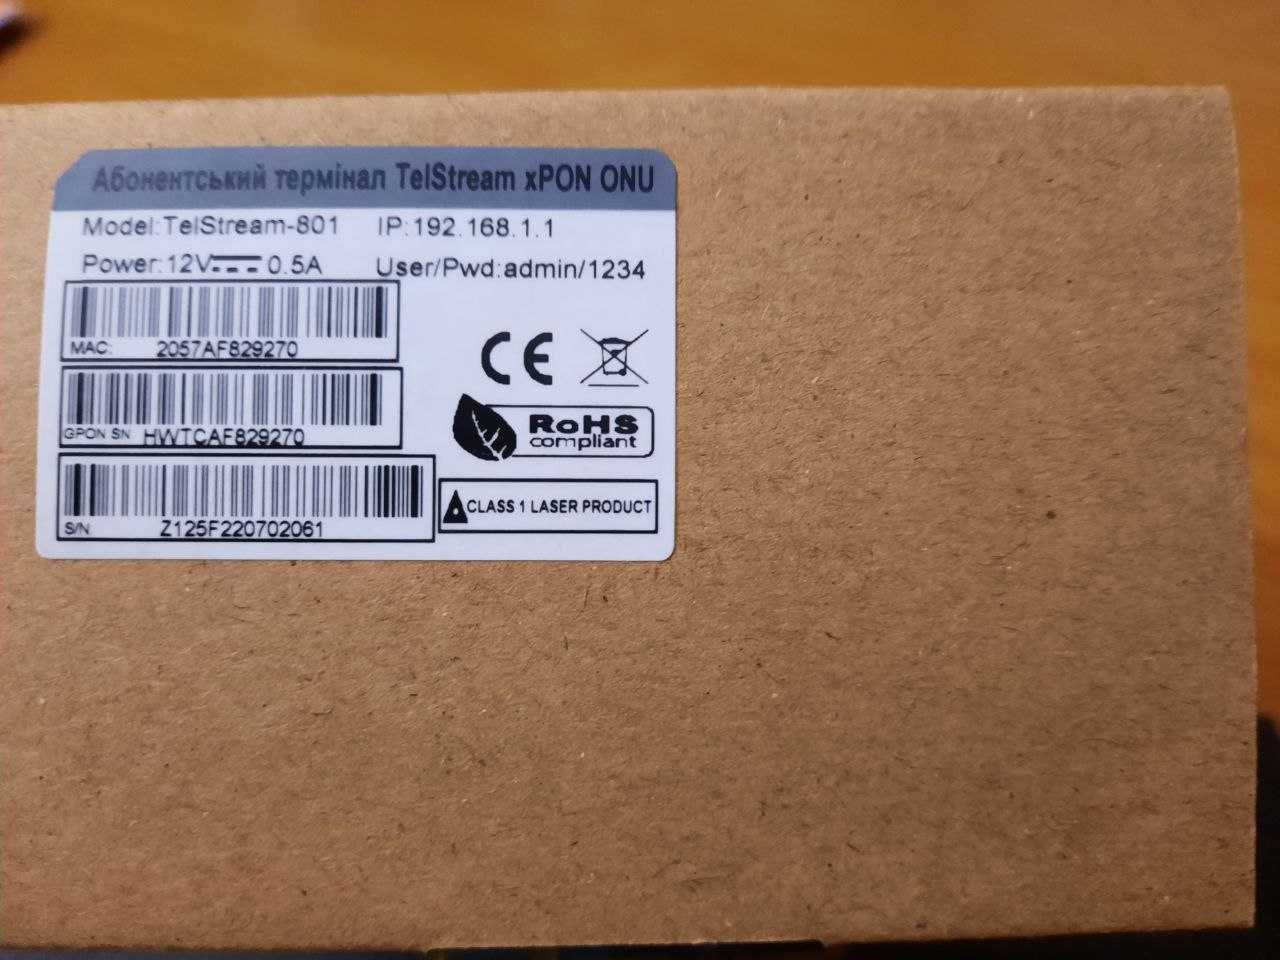 Абонентський термінал TelStream xPON ONU
Model:TelStream-801 IP:192.168.1.1
Power:12V 0.5A User/Pwd:admin/1234
MAC: 2057AF829270
GPON SN HWTCAF829270
S/N Z125F220702061
CE
RoHS
compliant
CLASS 1 LASER PRODUCT